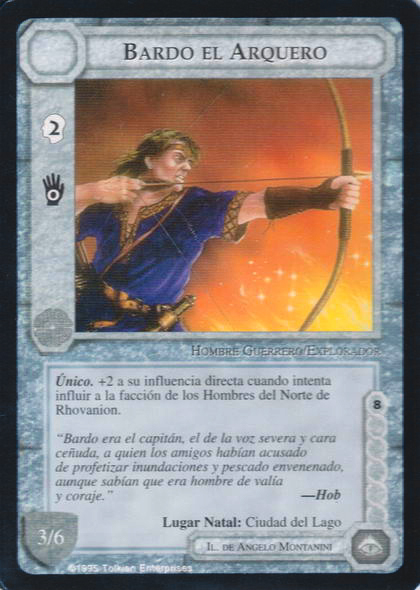 BARDO EL ARQUERO
2
0
HOMBRE GUERRERO/EXPLORADOR
Único. +2 a su influencia directa cuando intenta
influir a la facción de los Hombres del Norte de
Rhovanion.
8
"Bardo era el capitán, el de la voz severa y cara
ceñuda, a quien los amigos habían acusado
de profetizar inundaciones y pescado envenenado,
aunque sabían que era hombre de valía
y coraje." —Hob
Lugar Natal: Ciudad del Lago
3/6
IL. DE ANGELO MONTANINI
©1995 Tolkien Enterprises